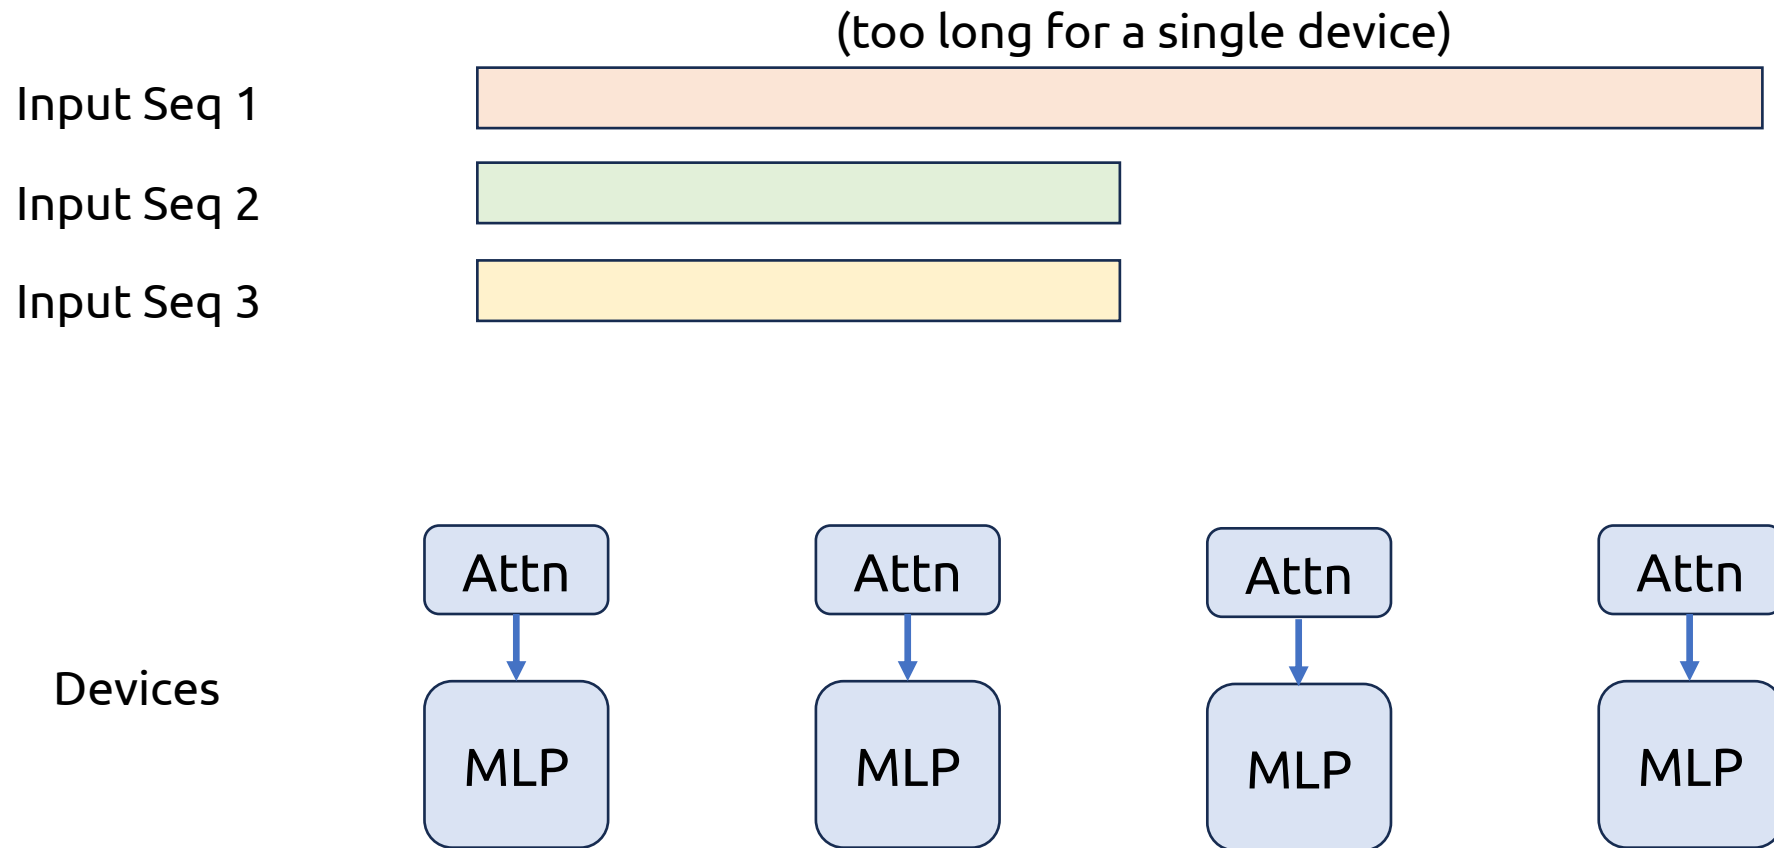 (too long for a single device)
Input Seq 1
Input Seq 2
Input Seq 3
Attn Attn Attn Attn
Devices
MLP MLP MLP MLP